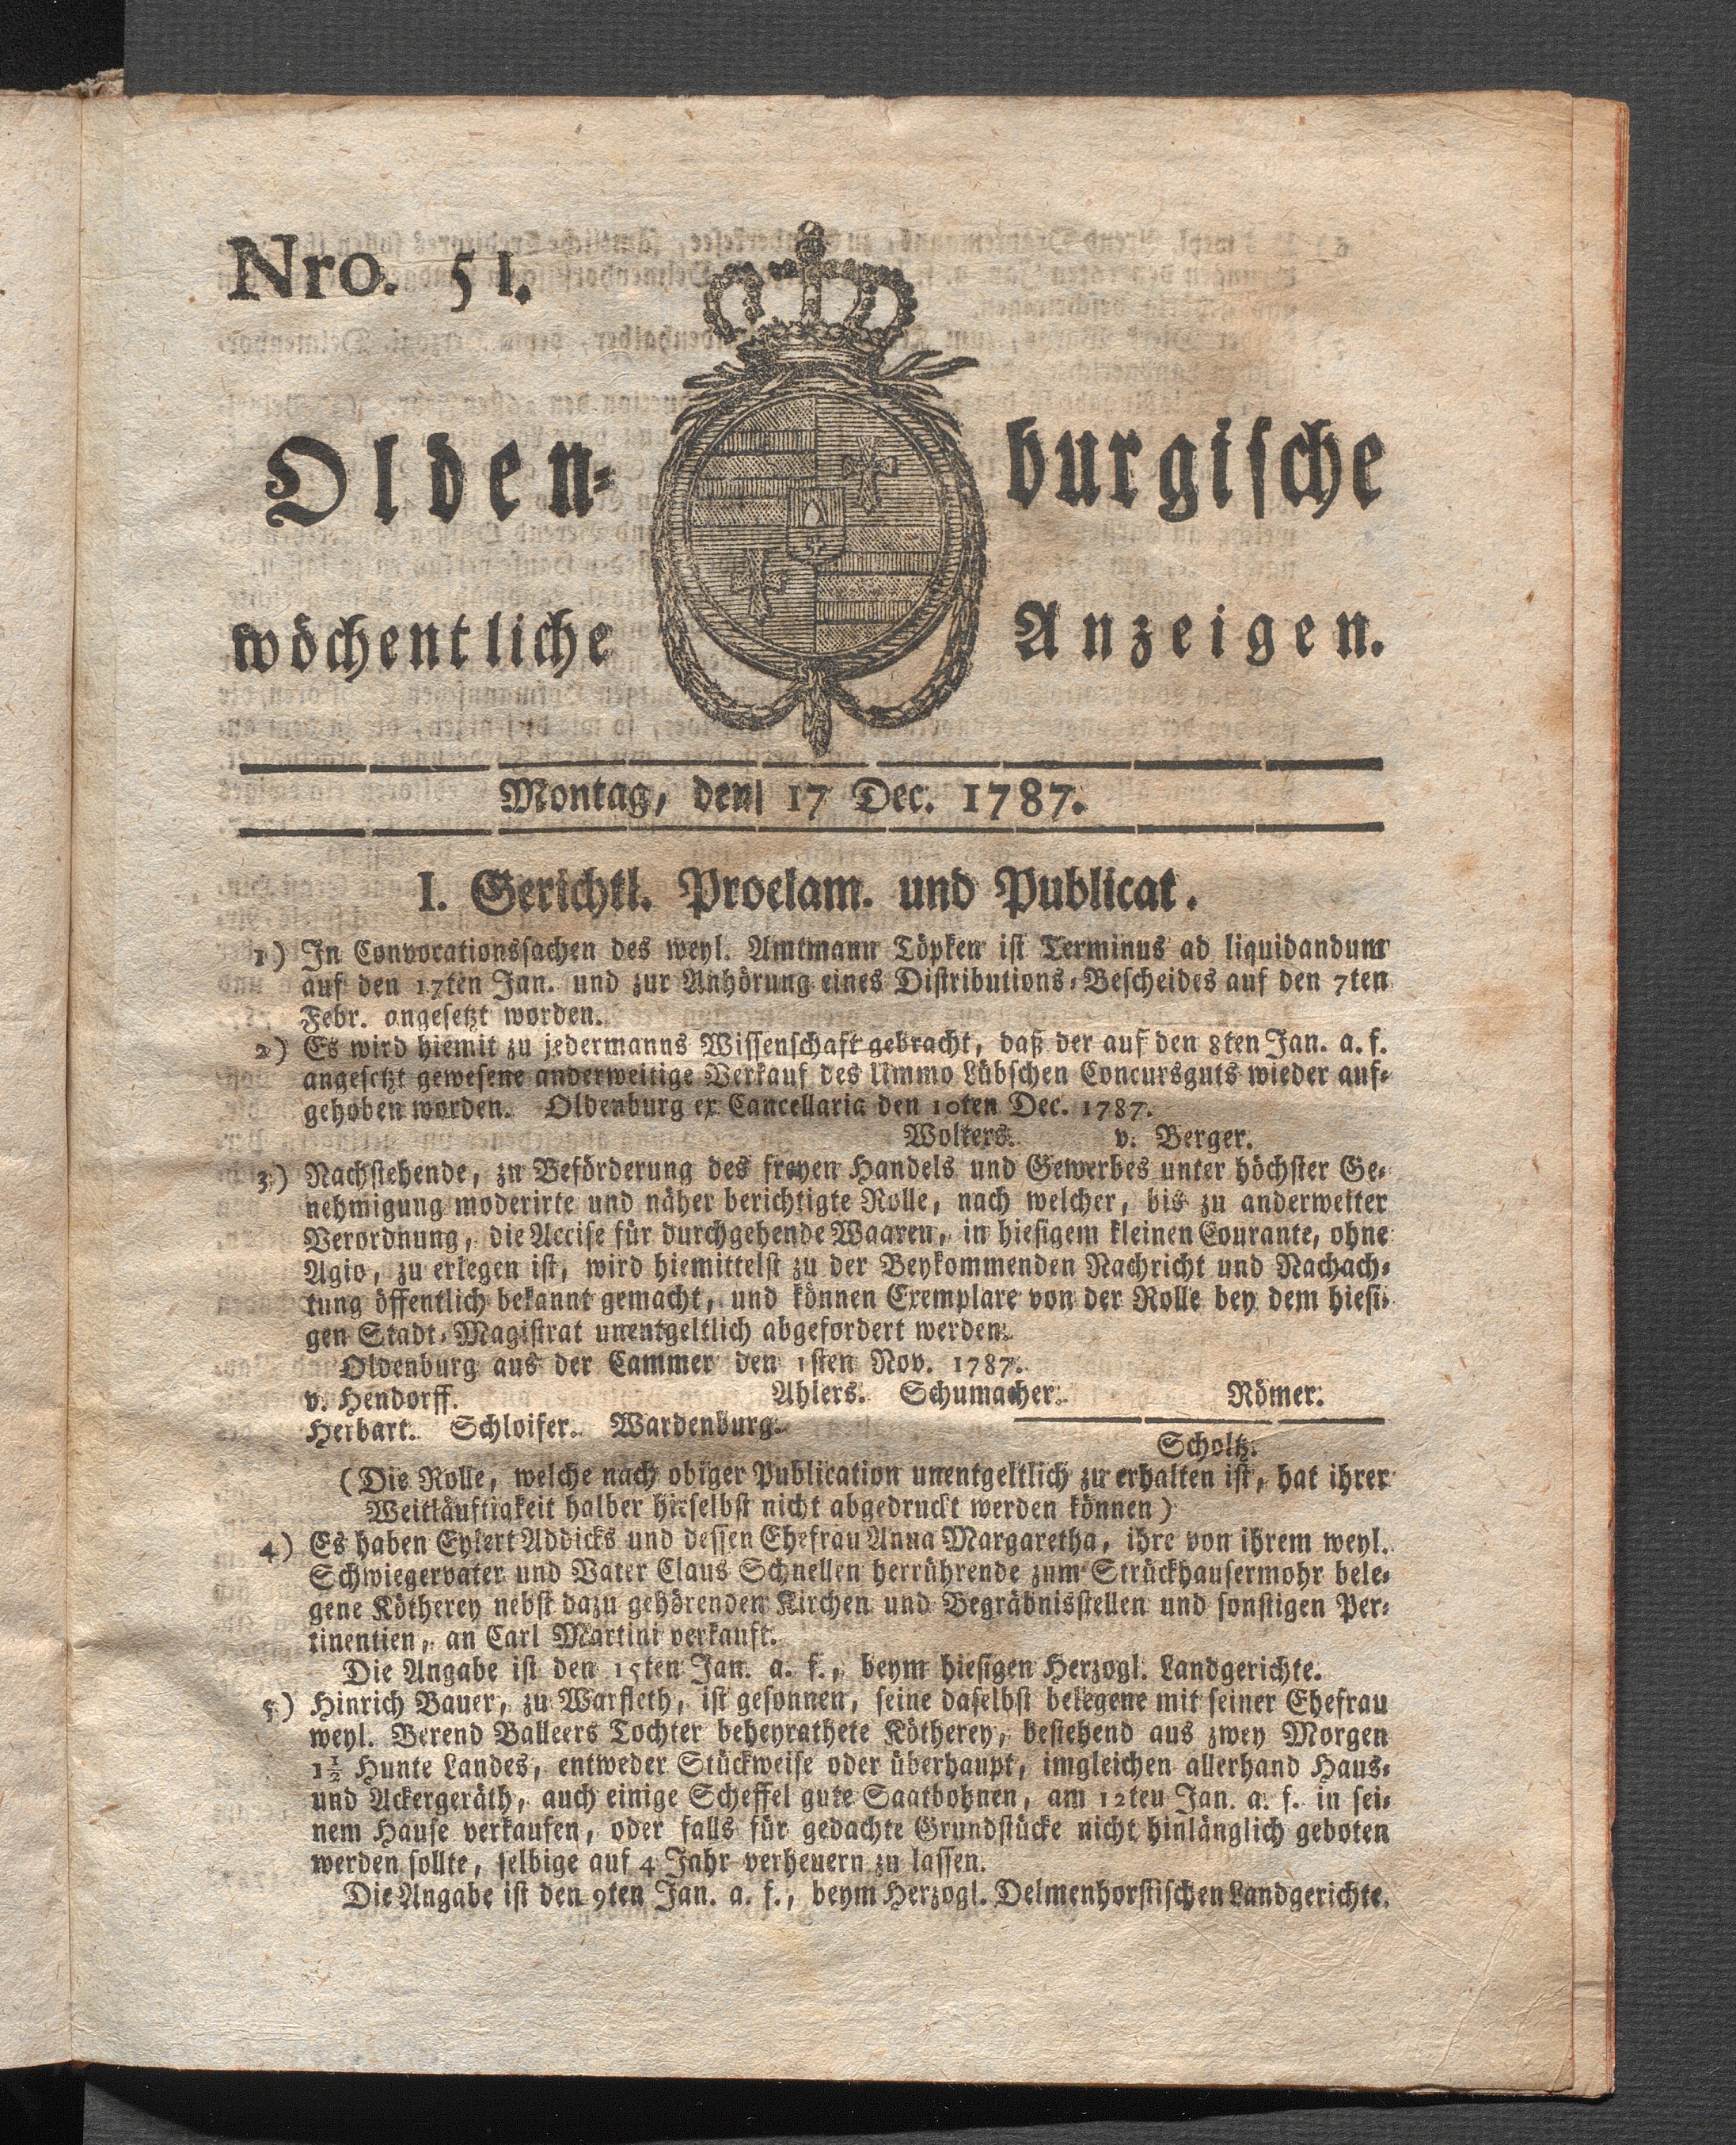 Nro. 51.
Olden-burgische
wöchentliche Anzeigen.
Montag, den 17 Dec. 1787.
I. Gerichtl. Proelam. und Publicat.
1) In Convocationssachen des weyl. Amtmann Töpken ist Terminus ad liquidandum
auf den 17ten Jan. und zur Anhörung eines Distributions-Bescheides auf den 7ten
Febr. angesetzt worden.
2) Es wird hiemit zu jedermanns Wissenschaft gebracht, daß der auf den 8ten Jan. a. f.
angesetzt gewesene anderweitige Verkauf des Ummo Lübschen Concursguts wieder auf-
gehoben worden. Oldenburg ex Cancellaria den 10ten Dec. 1787.
Wolters. v. Berger.
3) Nachstehende, zu Beförderung des freyen Handels und Gewerbes unter höchster Ge-
nehmigung moderirte und näher berichtigte Rolle, nach welcher, bis zu anderweiter
Verordnung, die Accise für durchgehende Waaren, in hiesigem kleinen Courante, ohne
Agio, zu erlegen ist, wird hiemittelst zu der Beykommenden Nachricht und Nachach-
tung öffentlich bekannt gemacht, und können Exemplare von der Rolle bey dem hiesi-
gen Stadt-Magistrat unentgeltlich abgefordert werden.
Oldenburg aus der Cammer den 1sten Nov. 1787.
v. Hendorff. Ahlers. Schumacher. Römer.
Herbart. Schloifer. Wardenburg.
Scholtz.
(Die Rolle, welche nach obiger Publication unentgeltlich zu erhalten ist, hat ihrer
Weitläuftigkeit halber hieselbst nicht abgedruckt werden können)
4) Es haben Eylert Addicks und dessen Ehefrau Anna Margaretha, ihre von ihrem weyl.
Schwiegervater und Vater Claus Schnellen herrührende zum Strückhausermohr bele-
gene Kötherey nebst dazu gehörenden Kirchen und Begräbnisstellen und sonstigen Per-
tinentien, an Carl Martini verkauft.
Die Angabe ist den 15ten Jan. a. f., beym hiesigen Herzogl. Landgerichte.
5) Hinrich Bauer, zu Warfleth, ist gesonnen, seine daselbst belegene mit seiner Ehefrau
weyl. Berend Balleers Tochter beheyrathete Kötherey, bestehend aus zwey Morgen
1½ Hunte Landes, entweder Stückweise oder überhaupt, imgleichen allerhand Haus-
und Ackergeräth, auch einige Scheffel gute Saatbohnen, am 12ten Jan. a. f. in sei-
nem Hause verkaufen, oder falls für gedachte Grundstücke nicht hinlänglich geboten
werden sollte, selbige auf 4 Jahr verheuern zu lassen.
Die Angabe ist den 9ten Jan. a. f., beym Herzogl. Delmenhorstischen Landgerichte.